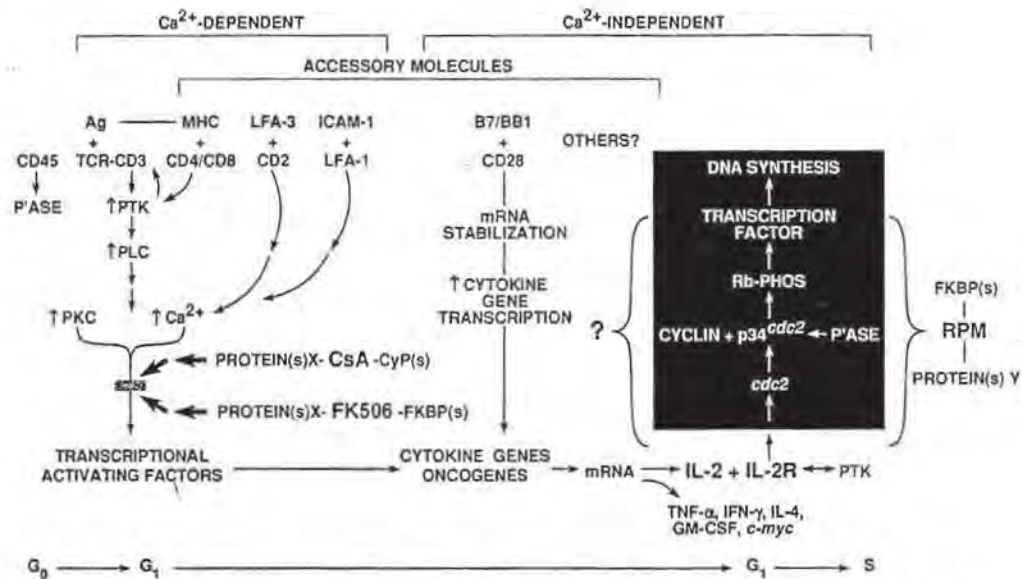 Ca²⁺-DEPENDENT
Ca²⁺-INDEPENDENT
ACCESSORY MOLECULES
Ag
MHC
LFA-3
ICAM-1
B7/BB1
OTHERS?
+
+
+
+
+
CD45
TCR-CD3
CD4/CD8
CD2
LFA-1
CD28
P'ASE
↑PTK
↑PLC
↑PKC
↑Ca²⁺
mRNA
STABILIZATION
↑CYTOKINE
GENE
TRANSCRIPTION
PROTEIN(s)X- CsA -CyP(s)
PROTEIN(s)X- FK506 -FKBP(s)
TRANSCRIPTIONAL
ACTIVATING FACTORS
CYTOKINE GENES
ONCOGENES
mRNA
IL-2 + IL-2R
PTK
TNF-α, IFN-γ, IL-4,
GM-CSF, c-myc
?
DNA SYNTHESIS
TRANSCRIPTION
FACTOR
Rb-PHOS
CYCLIN + p34cdc2
P'ASE
cdc2
FKBP(s)
RPM
PROTEIN(s) Y
G₀
G₁
G₁
S